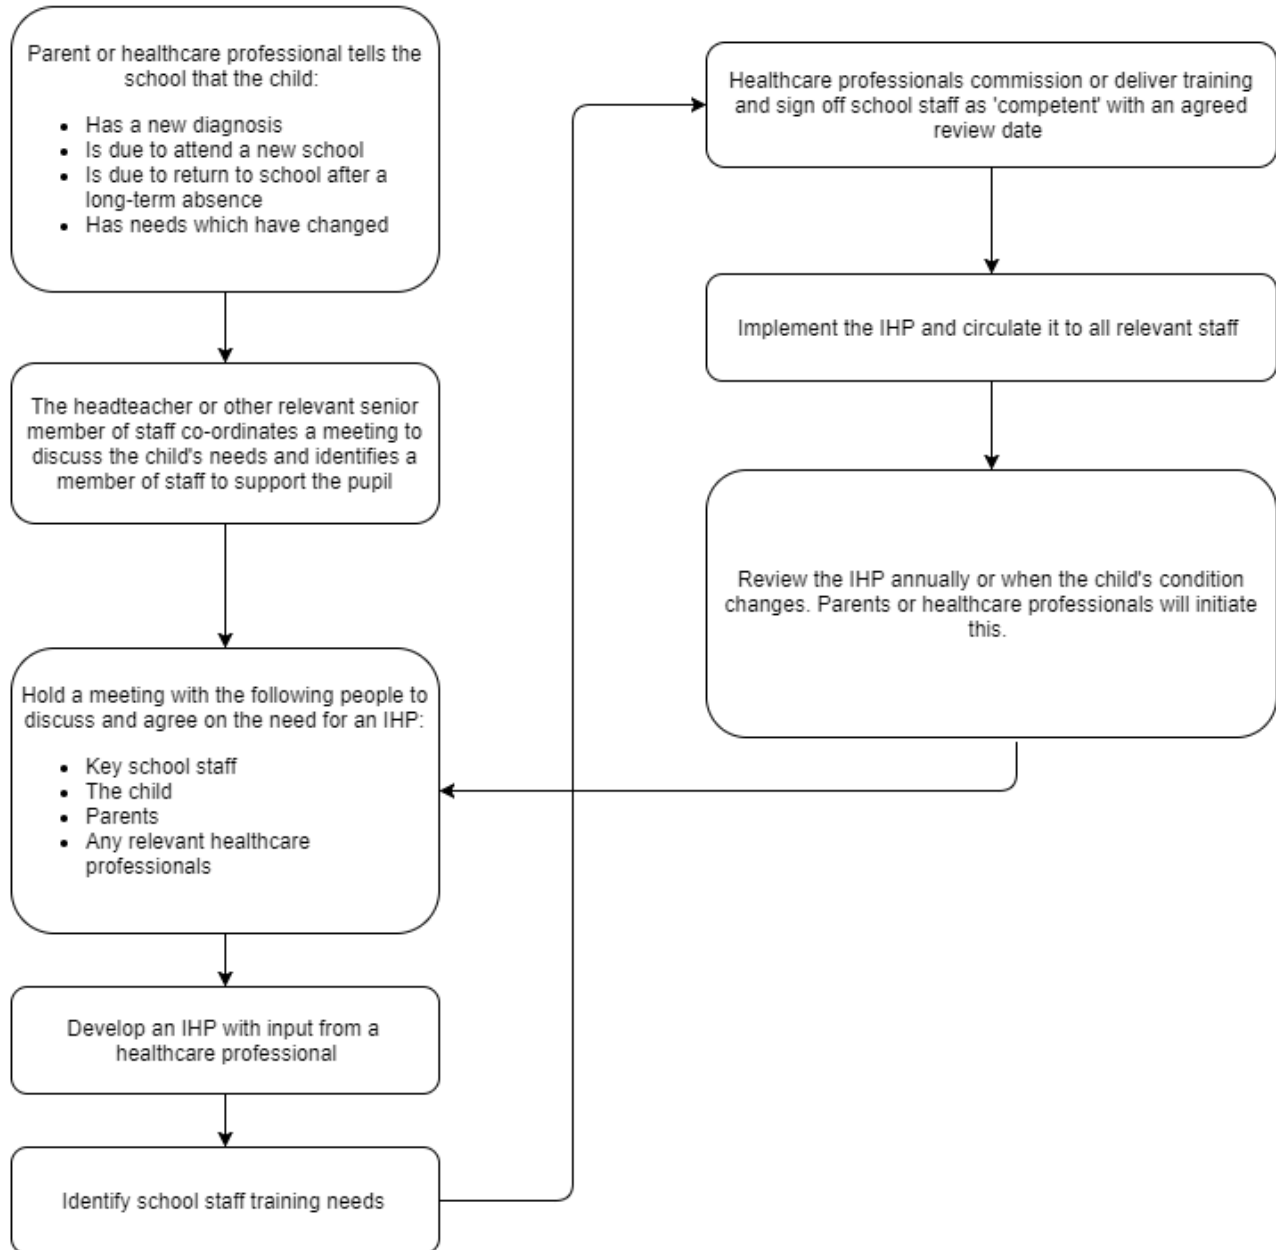 Parent or healthcare professional tells the
school that the child:
• Has a new diagnosis
• Is due to attend a new school
• Is due to return to school after a
long-term absence
• Has needs which have changed
The headteacher or other relevant senior
member of staff co-ordinates a meeting to
discuss the child's needs and identifies a
member of staff to support the pupil
Hold a meeting with the following people to
discuss and agree on the need for an IHP:
• Key school staff
• The child
• Parents
• Any relevant healthcare
professionals
Develop an IHP with input from a
healthcare professional
Identify school staff training needs
Healthcare professionals commission or deliver training
and sign off school staff as 'competent' with an agreed
review date
Implement the IHP and circulate it to all relevant staff
Review the IHP annually or when the child's condition
changes. Parents or healthcare professionals will initiate
this.